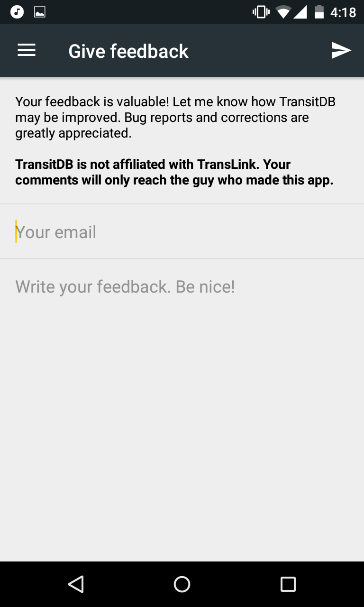 4:18
Give feedback
Your feedback is valuable! Let me know how TransitDB
may be improved. Bug reports and corrections are
greatly appreciated.
TransitDB is not affiliated with TransLink. Your
comments will only reach the guy who made this app.
Your email
Write your feedback. Be nice!